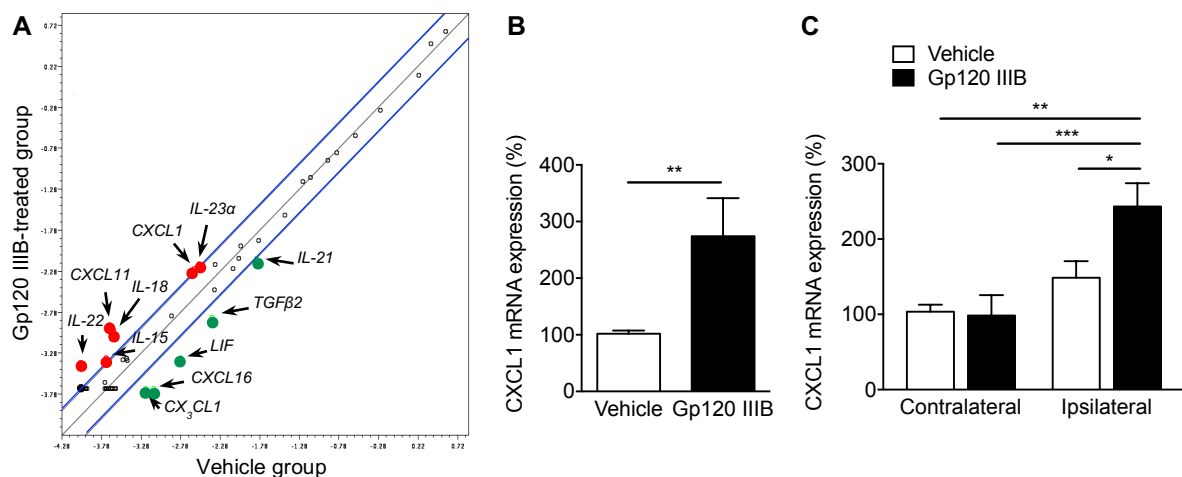 A
Gp120 IIIB-treated group
0.72
0.22
-0.28
-0.78
-1.28
-1.78
-2.28
-2.78
-3.28
-3.78
IL-23α
CXCL1
CXCL11
IL-18
IL-22
IL-15
IL-21
TGFβ2
LIF
CXCL16
CX₃CL1
-4.28 -3.78 -3.28 -2.78 -2.28 -1.78 -1.28 -0.78 -0.28 0.22 0.72
Vehicle group
B
CXCL1 mRNA expression (%)
400
300
200
100
0
**
Vehicle Gp120 IIIB
C
Vehicle
Gp120 IIIB
CXCL1 mRNA expression (%)
300
200
100
0
**
***
*
Contralateral Ipsilateral